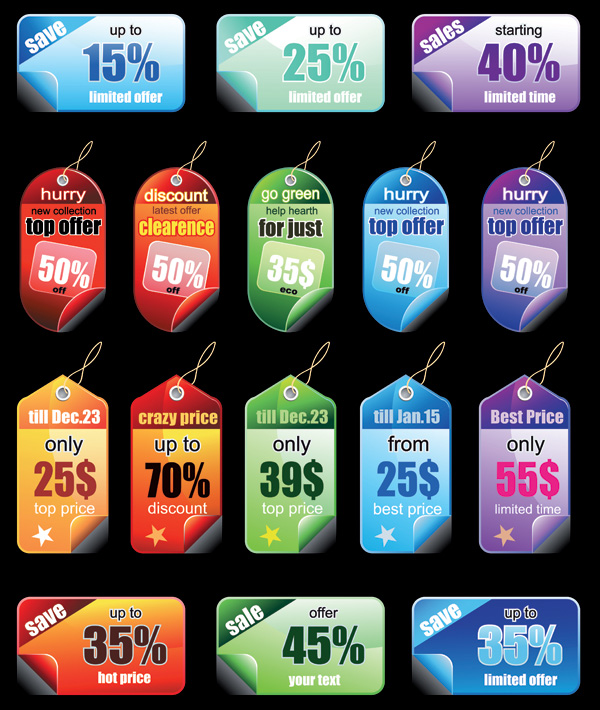 save
up to
15%
limited offer
save
up to
25%
limited offer
sales
starting
40%
limited time
hurry
new collection
top offer
50%
off
discount
latest offer
clearence
50%
off
go green
help hearth
for just
35$
eco
hurry
new collection
top offer
50%
off
hurry
new collection
top offer
50%
off
till Dec.23
only
25$
top price
crazy price
up to
70%
discount
till Dec.23
only
39$
top price
till Jan.15
from
25$
best price
Best Price
only
55$
limited time
save
up to
35%
hot price
sale
offer
45%
your text
save
up to
35%
limited offer